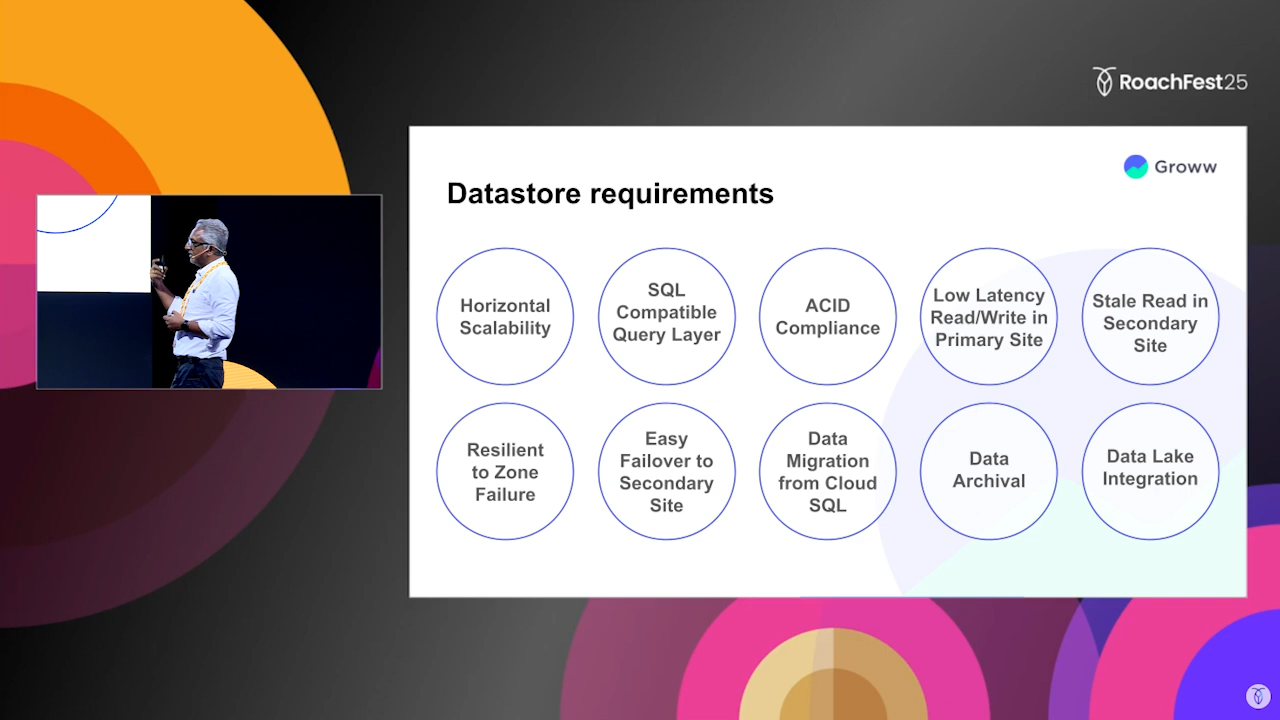 RoachFest25
Groww
Datastore requirements
Horizontal
Scalability
SQL
Compatible
Query Layer
ACID
Compliance
Low Latency
Read/Write in
Primary Site
Stale Read in
Secondary
Site
Resilient
to Zone
Failure
Easy
Failover to
Secondary
Site
Data
Migration
from Cloud
SQL
Data
Archival
Data Lake
Integration